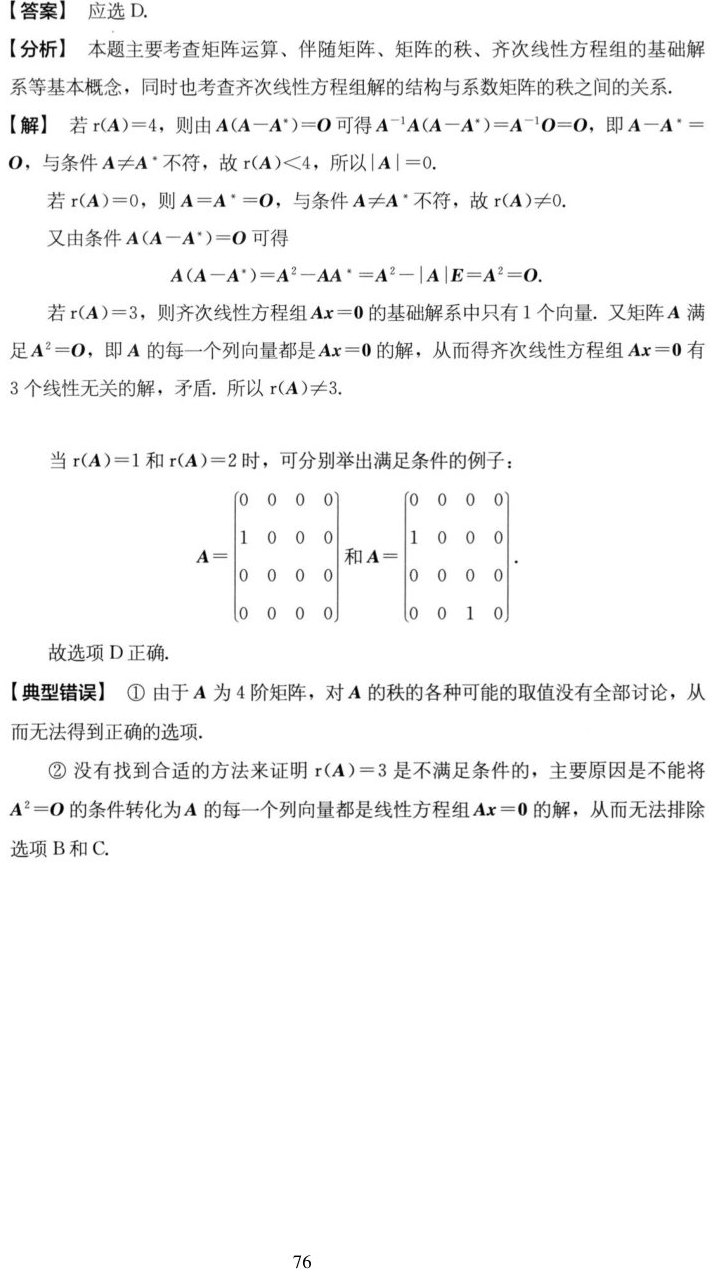 【答案】 应选 D.
【分析】 本题主要考查矩阵运算、伴随矩阵、矩阵的秩、齐次线性方程组的基础解
系等基本概念，同时也考查齐次线性方程组解的结构与系数矩阵的秩之间的关系.
【解】 若 r(A)=4，则由 A(A－A*)=O 可得 A⁻¹A(A－A*)=A⁻¹O=O，即 A－A*=
O，与条件 A≠A* 不符，故 r(A)<4，所以|A|=0.
若 r(A)=0，则 A=A*=O，与条件 A≠A* 不符，故 r(A)≠0.
又由条件 A(A－A*)=O 可得
A(A－A*)=A²－AA*=A²－|A|E=A²=O.
若 r(A)=3，则齐次线性方程组 Ax=0 的基础解系中只有 1 个向量. 又矩阵 A 满
足 A²=O，即 A 的每一个列向量都是 Ax=0 的解，从而得齐次线性方程组 Ax=0 有
3 个线性无关的解，矛盾. 所以 r(A)≠3.
当 r(A)=1 和 r(A)=2 时，可分别举出满足条件的例子：
0 0 0 0 0 0 0 0
1 0 0 0 1 0 0 0
A= 和 A= .
0 0 0 0 0 0 0 0
0 0 0 0 0 0 1 0
故选项 D 正确.
【典型错误】 ① 由于 A 为 4 阶矩阵，对 A 的秩的各种可能的取值没有全部讨论，从
而无法得到正确的选项.
② 没有找到合适的方法来证明 r(A)=3 是不满足条件的，主要原因是不能将
A²=O 的条件转化为 A 的每一个列向量都是线性方程组 Ax=0 的解，从而无法排除
选项 B 和 C.
76